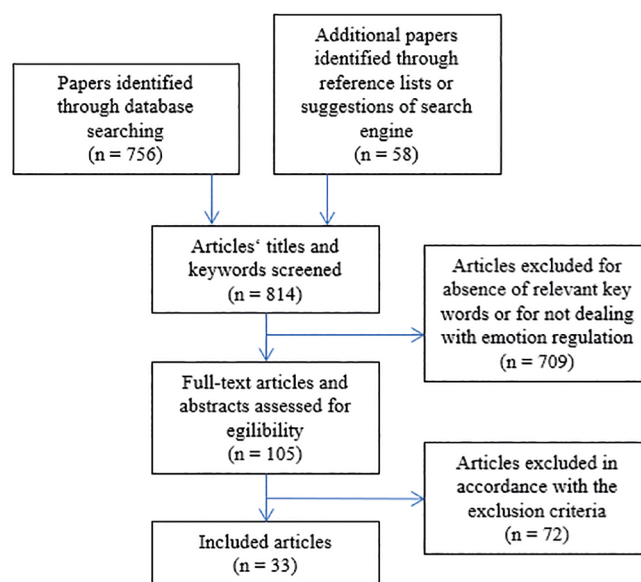 Papers identified
through database
searching
(n = 756)
Additional papers
identified through
reference lists or
suggestions of search
engine
(n = 58)
Articles‘ titles and
keywords screened
(n = 814)
Articles excluded for
absence of relevant key
words or for not dealing
with emotion regulation
(n = 709)
Full-text articles and
abstracts assessed for
egilibility
(n = 105)
Articles excluded in
accordance with the
exclusion criteria
(n = 72)
Included articles
(n = 33)